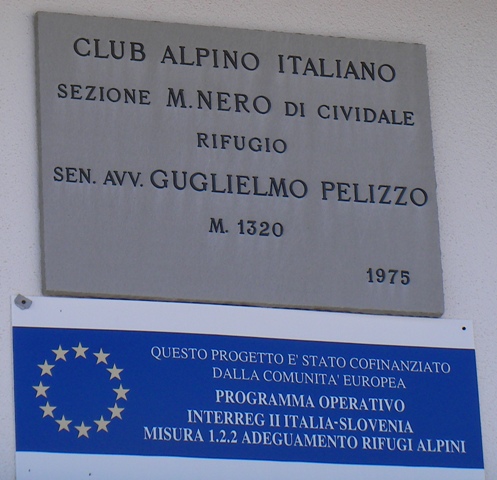 CLUB ALPINO ITALIANO
SEZIONE M.NERO DI CIVIDALE
RIFUGIO
SEN. AVV. GUGLIELMO PELIZZO
M. 1320
1975
QUESTO PROGETTO E' STATO COFINANZIATO
DALLA COMUNITA' EUROPEA
PROGRAMMA OPERATIVO
INTERREG II ITALIA-SLOVENIA
MISURA 1.2.2 ADEGUAMENTO RIFUGI ALPINI